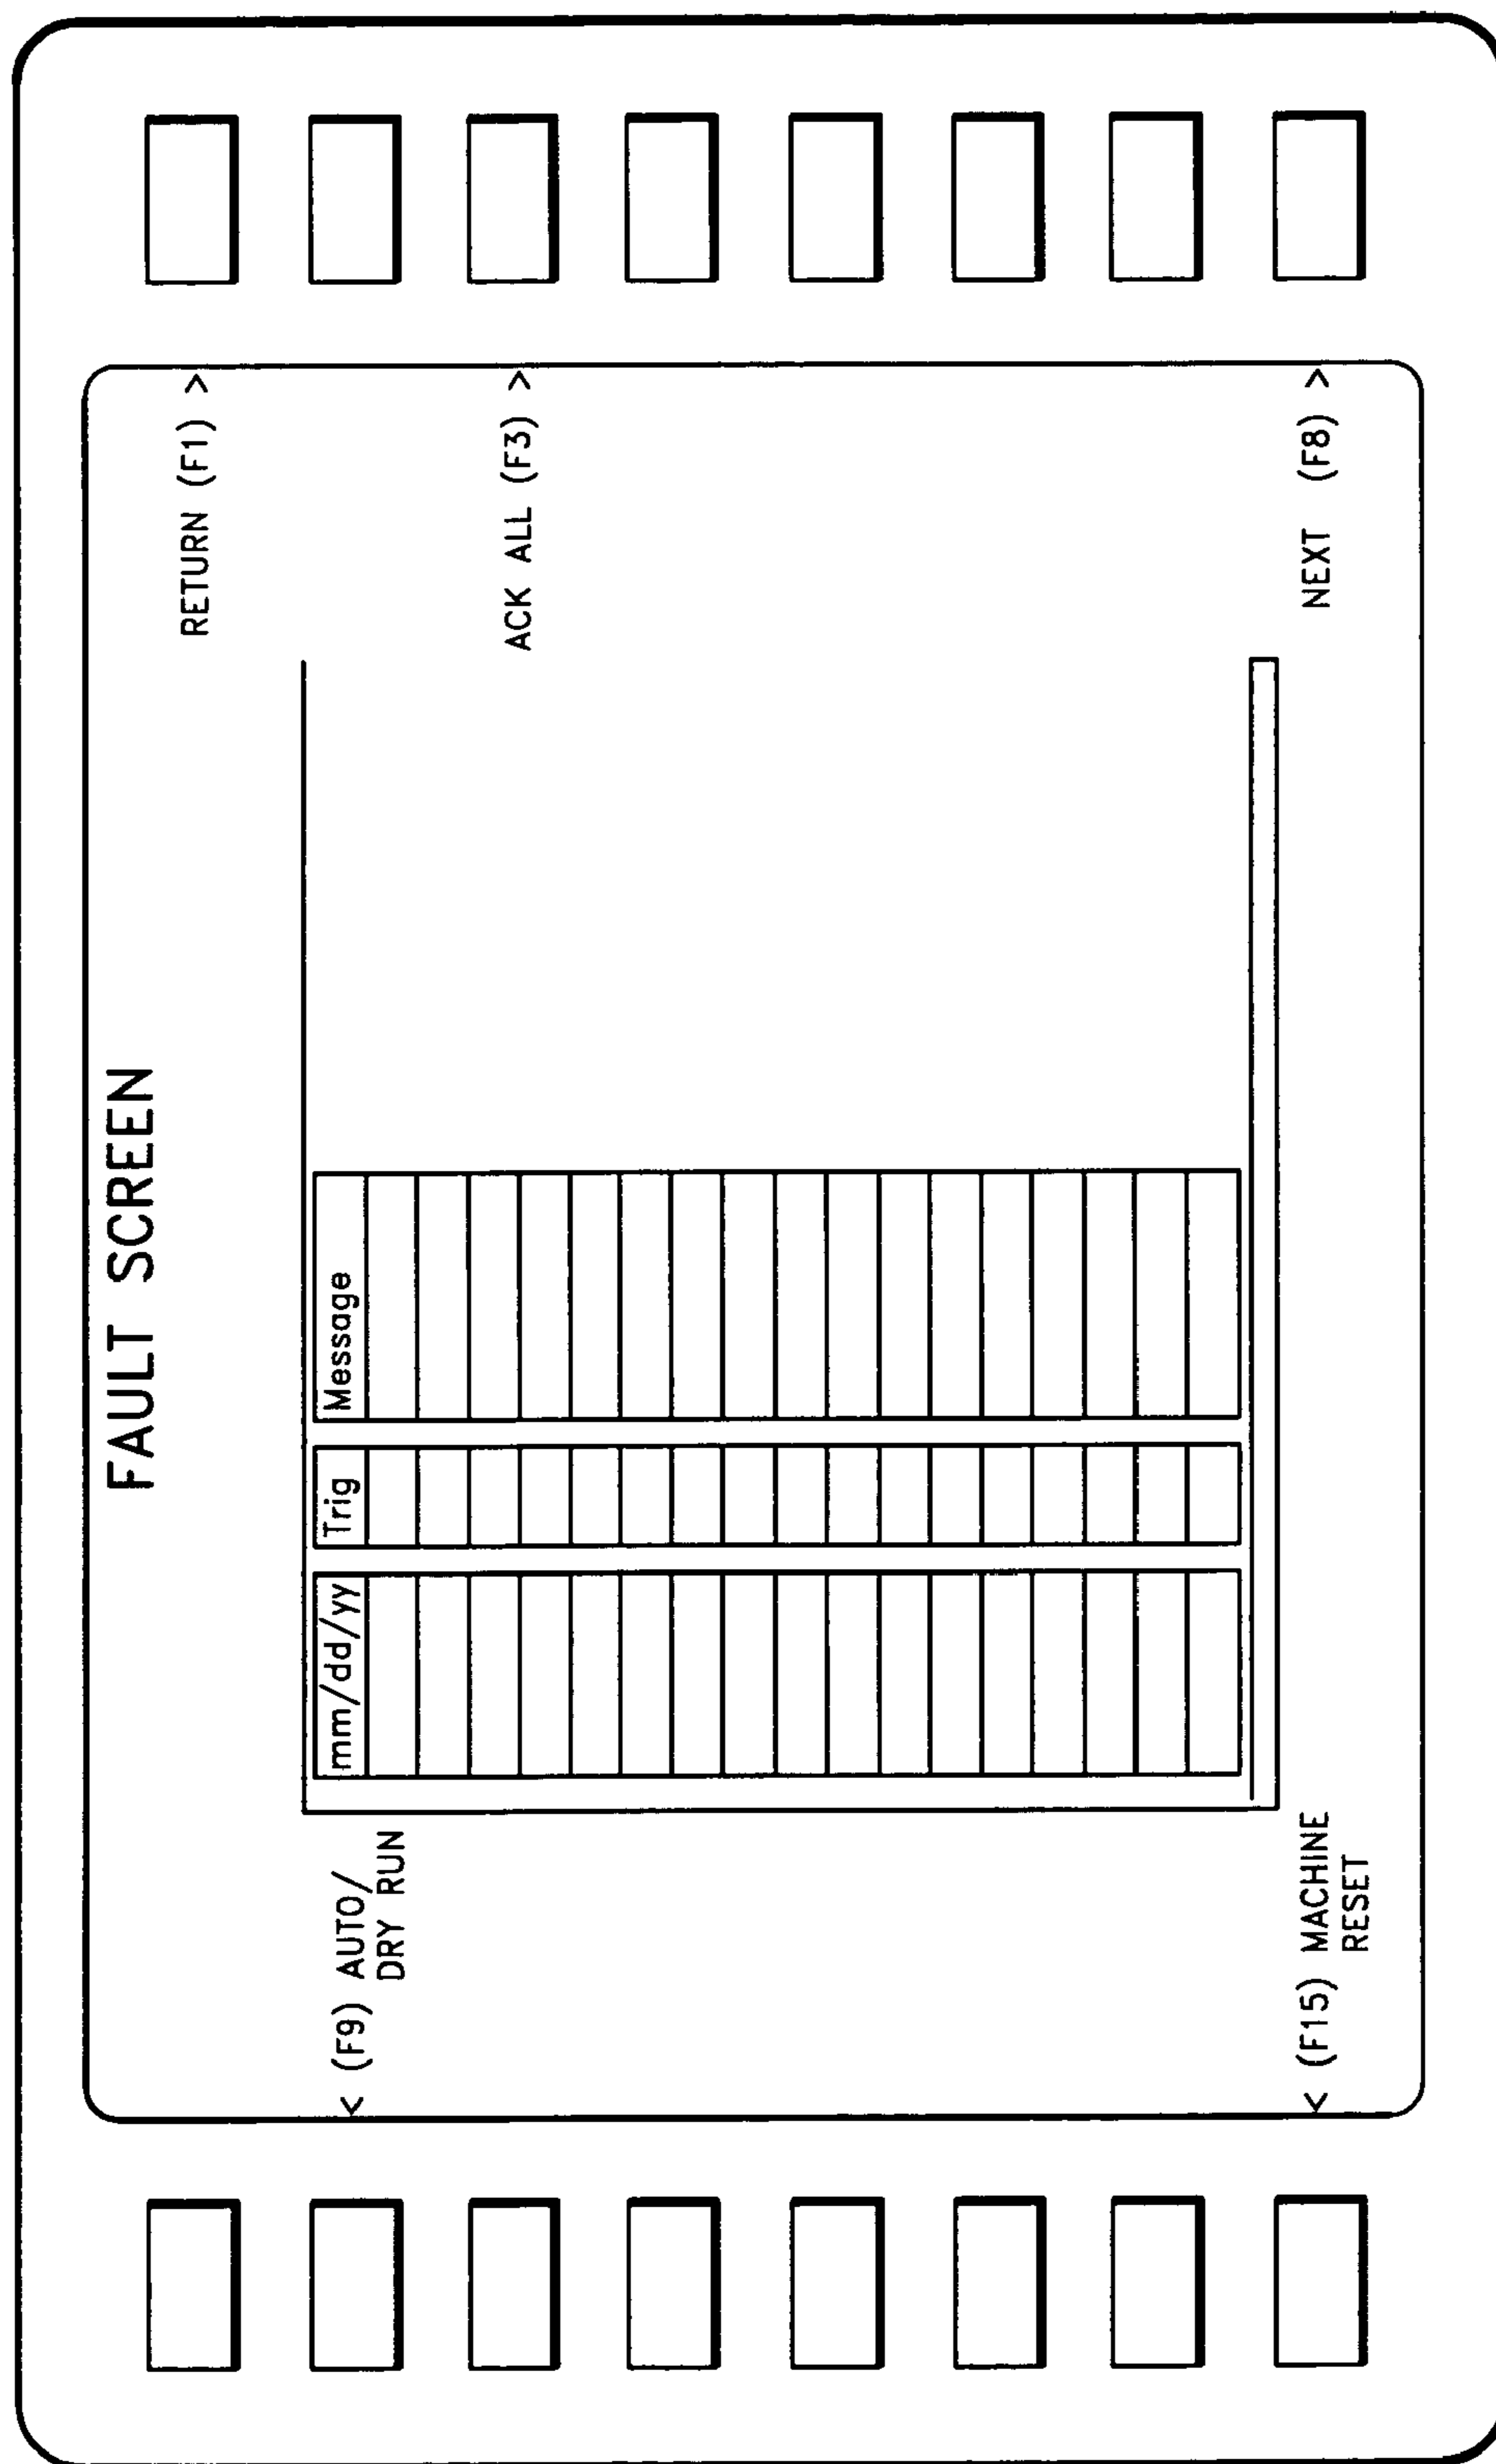 FAULT SCREEN
RETURN (F1) >
< (F9) AUTO/
DRY RUN
mm/dd/yy Trig Message
ACK ALL (F3) >
< (F15) MACHINE
RESET
NEXT (F8) >